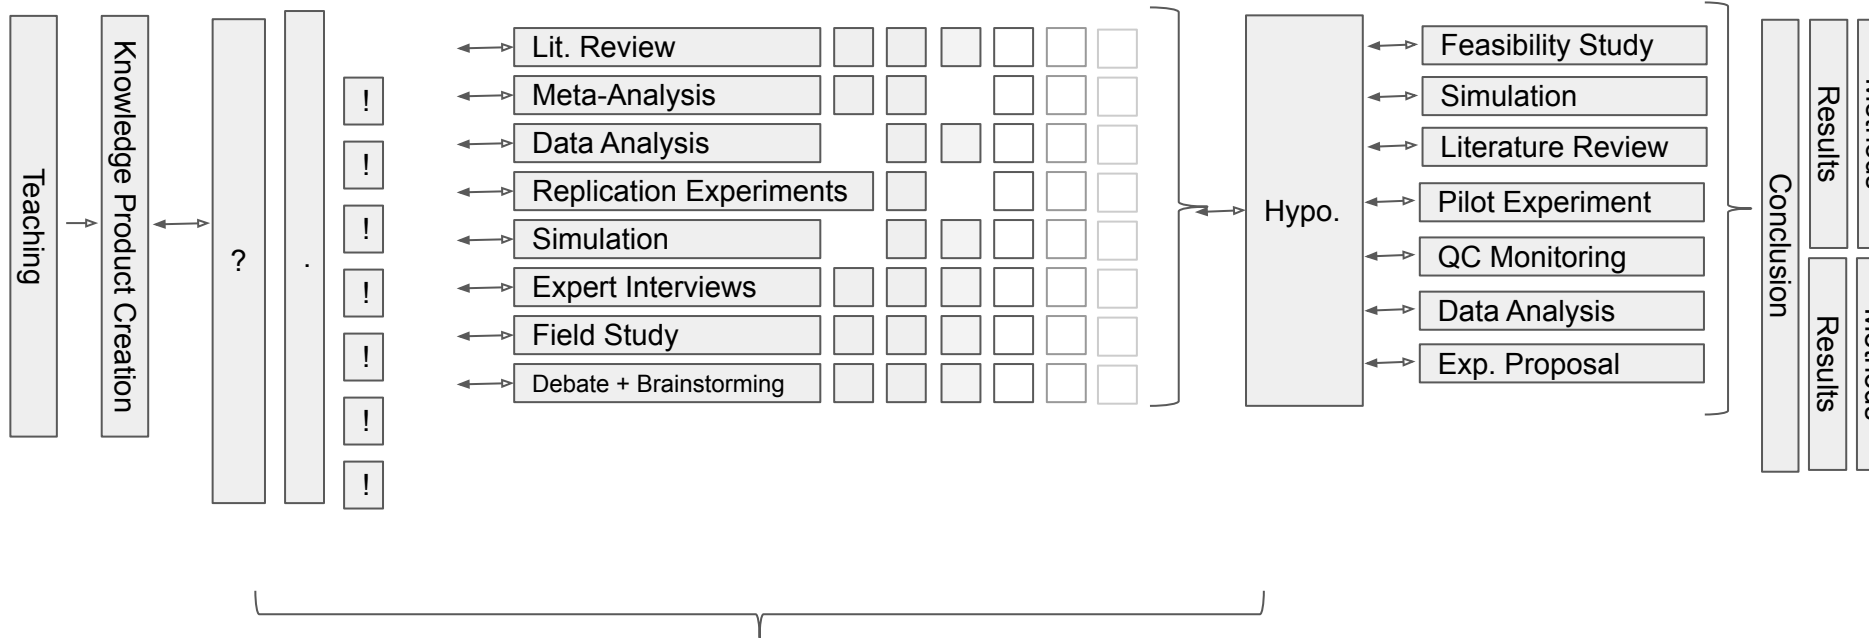 Teaching
Knowledge Product Creation
?
.
!
!
!
!
!
!
!
Lit. Review
Meta-Analysis
Data Analysis
Replication Experiments
Simulation
Expert Interviews
Field Study
Debate + Brainstorming
Hypo.
Feasibility Study
Simulation
Literature Review
Pilot Experiment
QC Monitoring
Data Analysis
Exp. Proposal
Conclusion
Results
Results